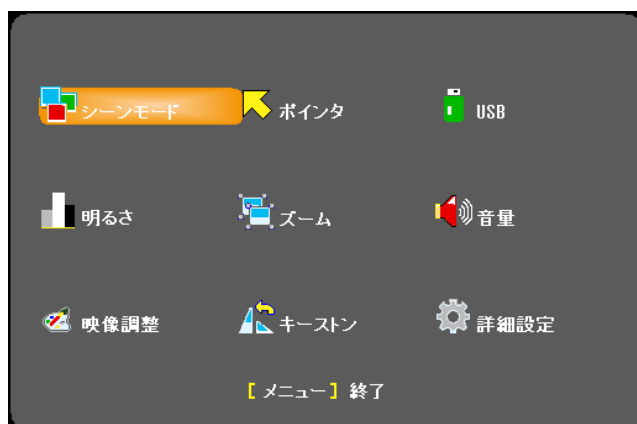 シーンモード ポインタ USB
明るさ ズーム 音量
映像調整 キーストン 詳細設定
[メニュー] 終了